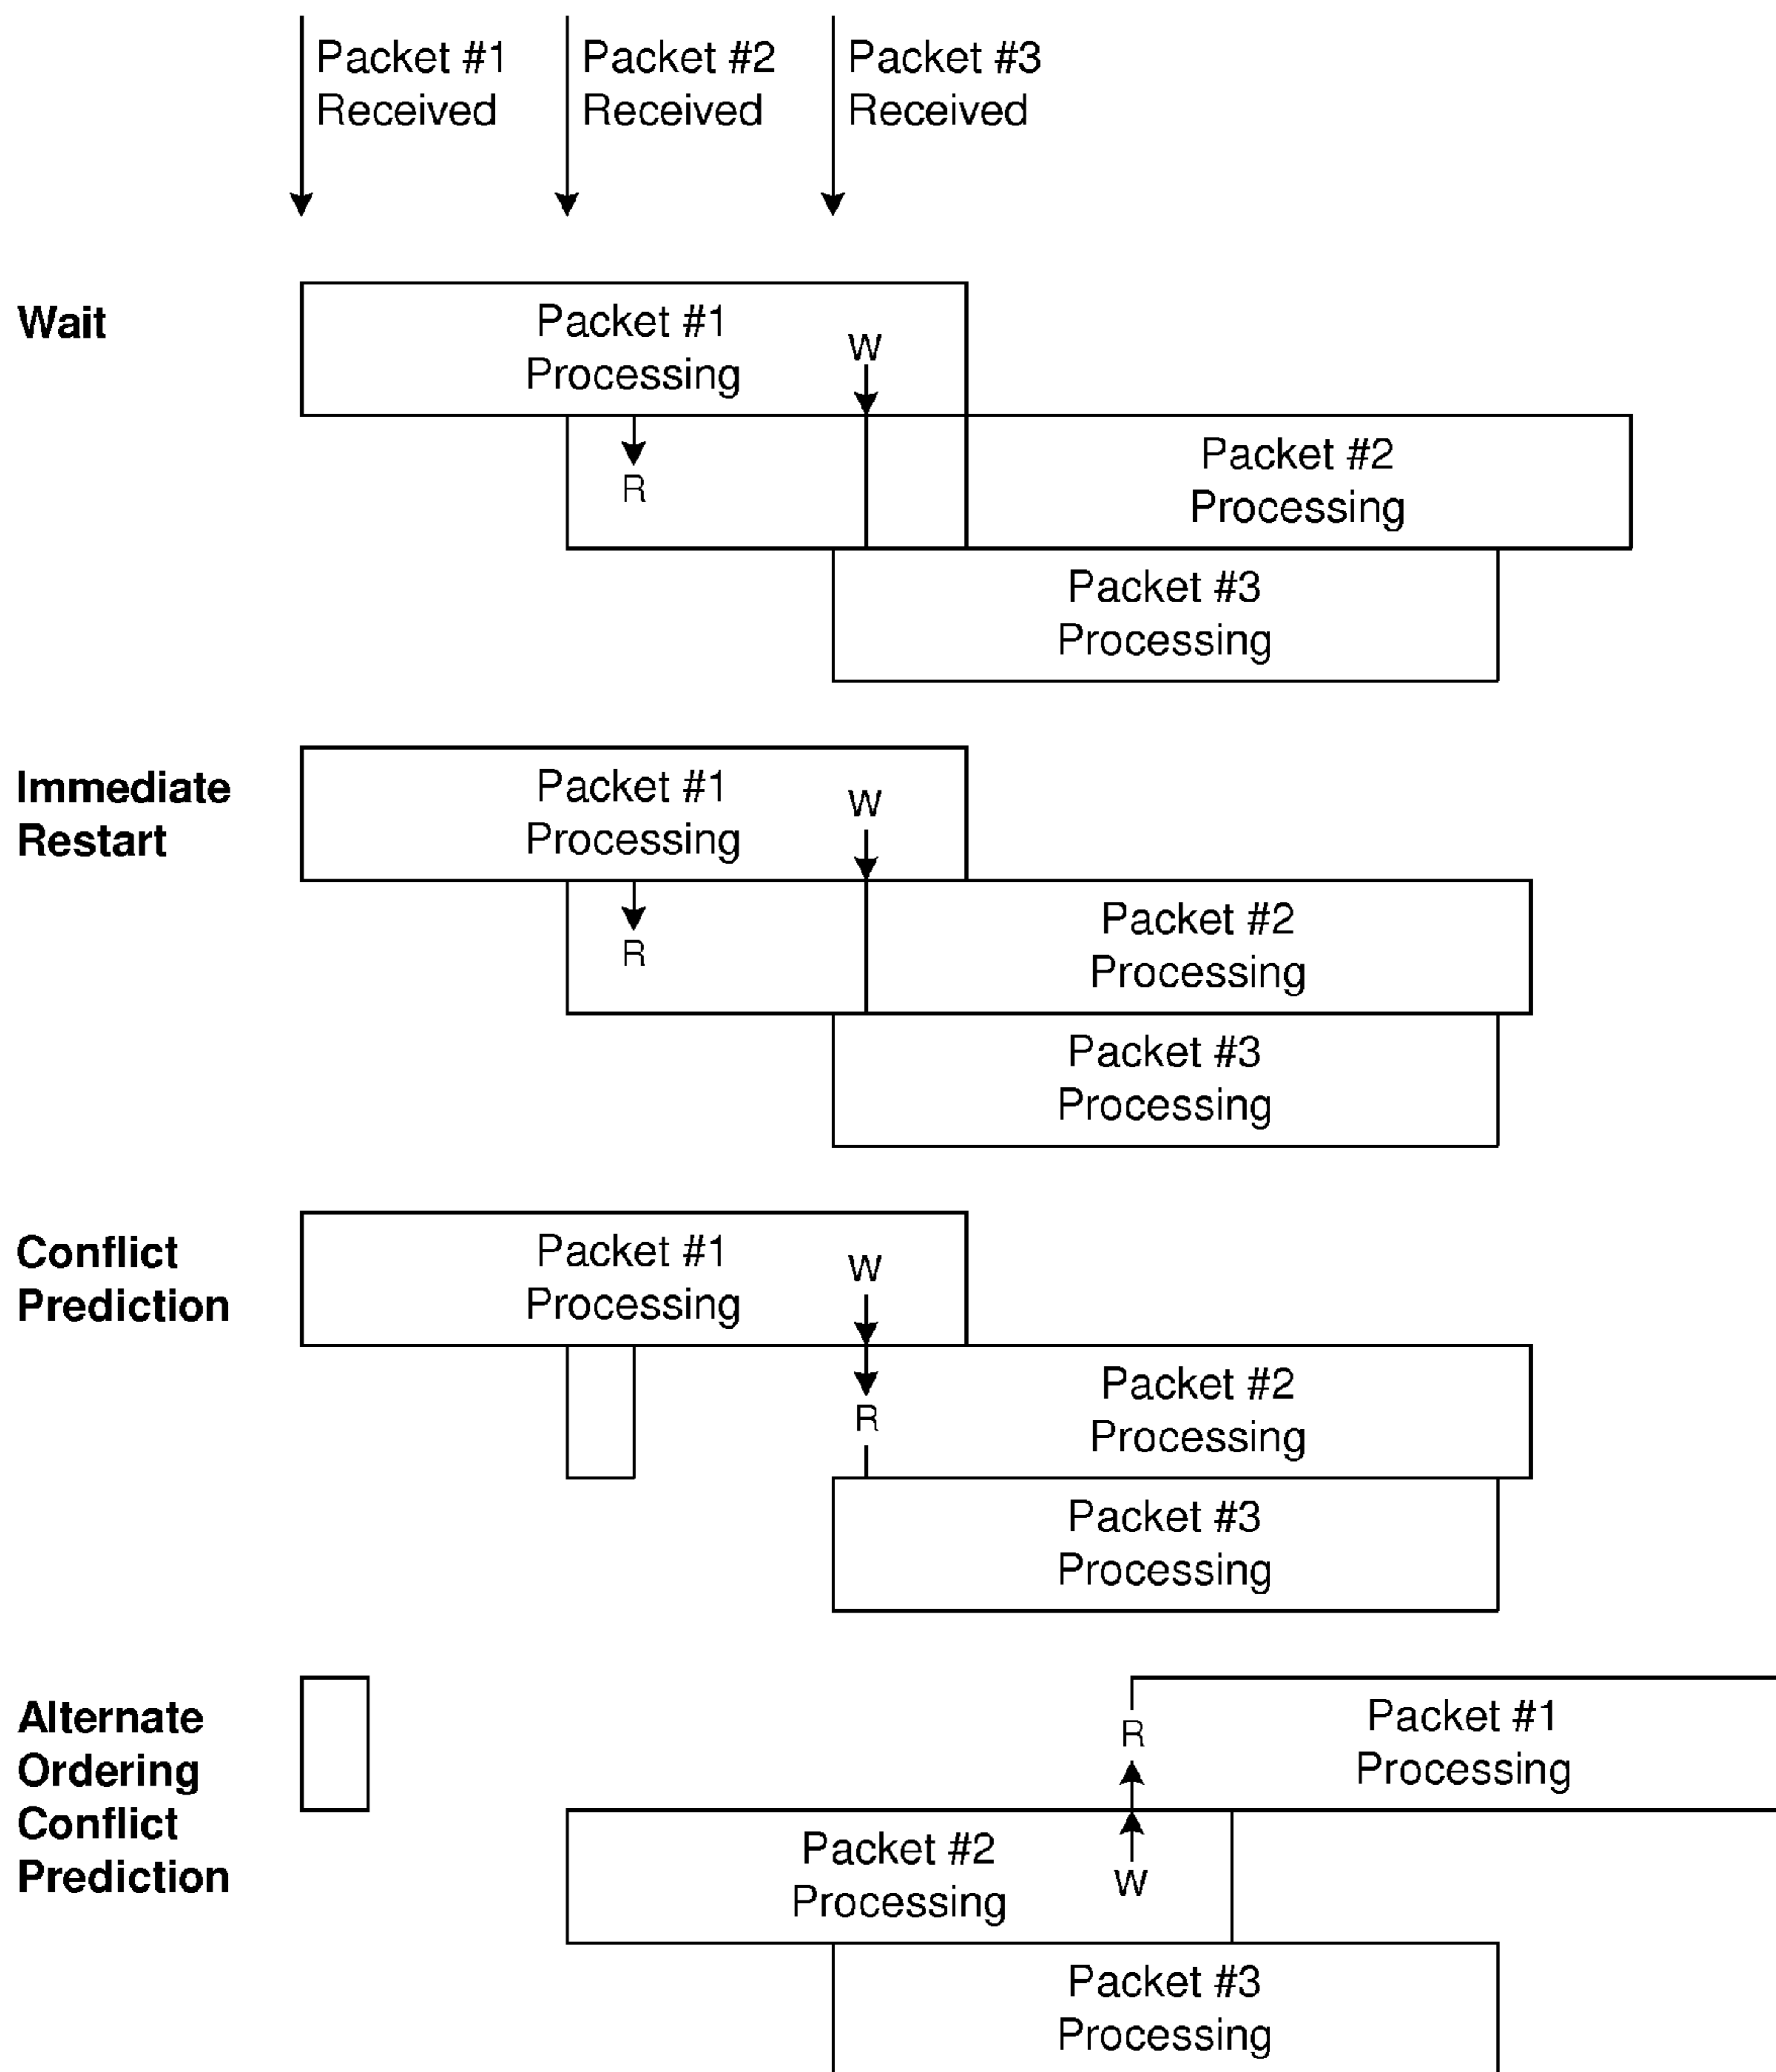 Packet #1
Received
Packet #2
Received
Packet #3
Received
Wait
Packet #1
Processing
W
R
Packet #2
Processing
Packet #3
Processing
Immediate
Restart
Packet #1
Processing
W
R
Packet #2
Processing
Packet #3
Processing
Conflict
Prediction
Packet #1
Processing
W
R
Packet #2
Processing
Packet #3
Processing
Alternate
Ordering
Conflict
Prediction
R
Packet #1
Processing
Packet #2
Processing
W
Packet #3
Processing